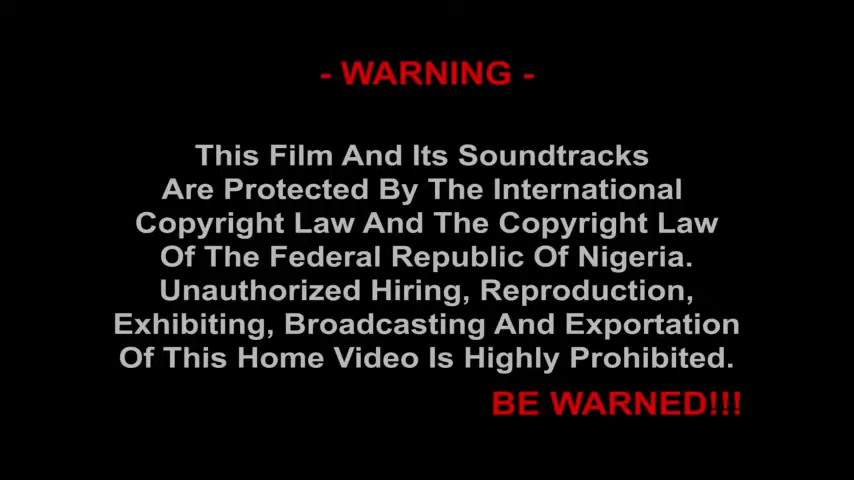 - WARNING -
This Film And Its Soundtracks
Are Protected By The International
Copyright Law And The Copyright Law
Of The Federal Republic Of Nigeria.
Unauthorized Hiring, Reproduction,
Exhibiting, Broadcasting And Exportation
Of This Home Video Is Highly Prohibited.
BE WARNED!!!